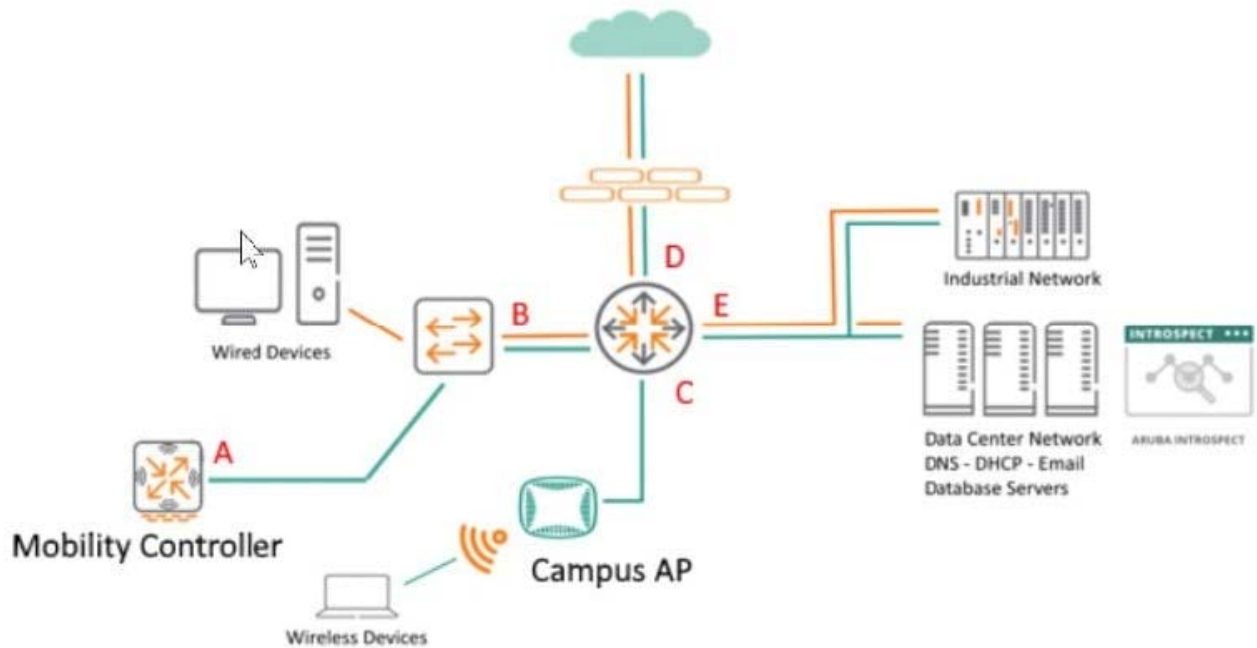 D
Industrial Network
B
E
Wired Devices
C
INTROSPECT
A
Data Center Network
DNS - DHCP - Email
Database Servers
ARUBA INTROSPECT
Mobility Controller
Campus AP
Wireless Devices